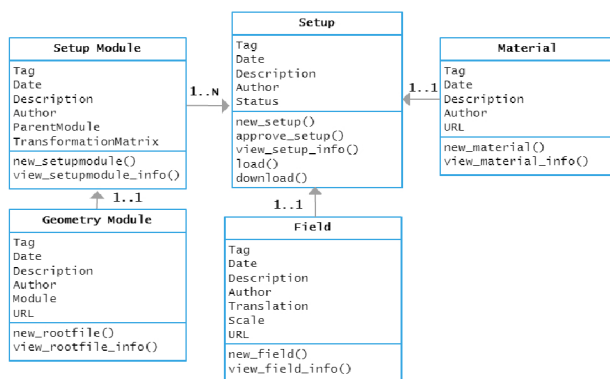 Setup Module
Tag
Date
Description
Author
ParentModule
TransformationMatrix
new_setupmodule()
view_setupmodule_info()
1..N
Setup
Tag
Date
Description
Author
Status
new_setup()
approve_setup()
view_setup_info()
load()
download()
1..1
Material
Tag
Date
Description
Author
URL
new_material()
view_material_info()
1..1
Geometry Module
Tag
Date
Description
Author
Module
URL
new_rootfile()
view_rootfile_info()
1..1
Field
Tag
Date
Description
Author
Translation
Scale
URL
new_field()
view_field_info()